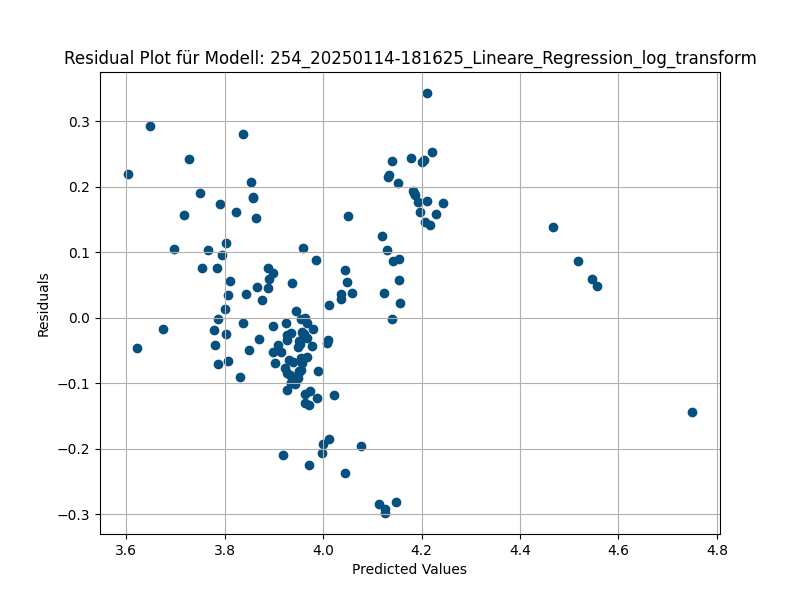 Residual Plot für Modell: 254_20250114-181625_Lineare_Regression_log_transform
0.3
0.2
0.1
0.0
−0.1
−0.2
−0.3
Residuals
3.6 3.8 4.0 4.2 4.4 4.6 4.8
Predicted Values